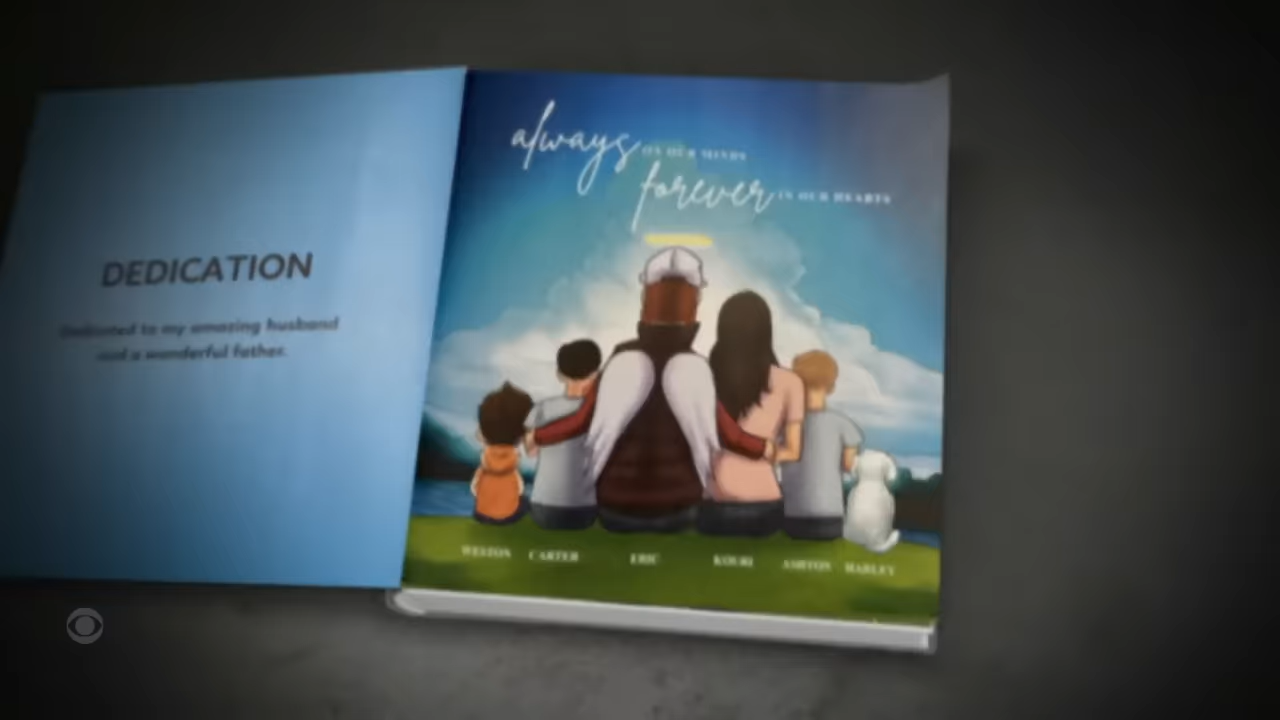 DEDICATION
Dedicated to my amazing husband
and a wonderful father.
always ON OUR MINDS
forever IN OUR HEARTS
WESTON CARTER ERIC KOURI ASHTON HARLEY